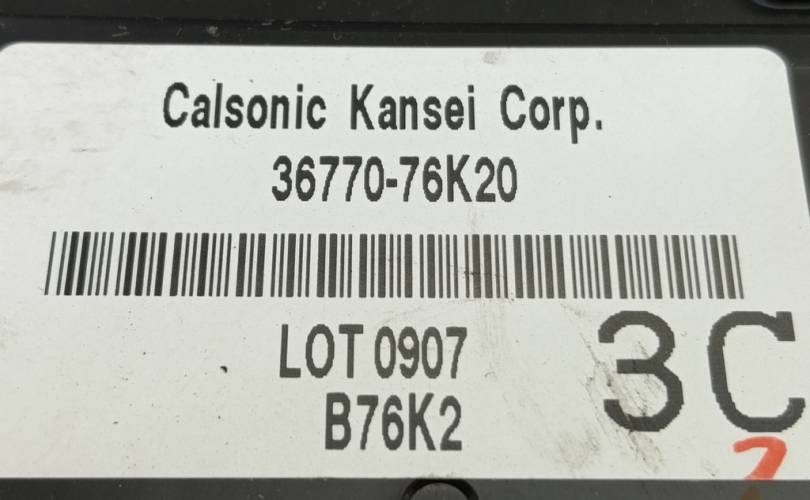 Calsonic Kansei Corp.
36770-76K20
LOT 0907
B76K2
3C